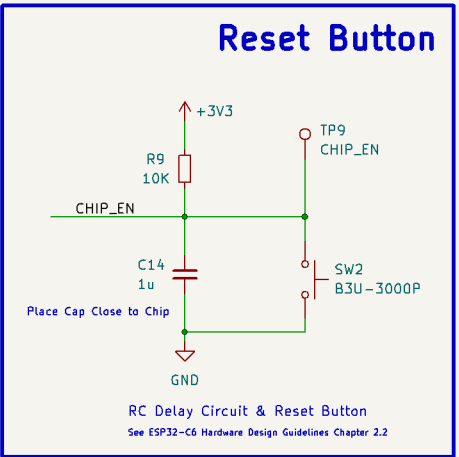 Reset Button
+3V3
TP9
CHIP_EN
R9
10K
CHIP_EN
C14
1u
SW2
B3U-3000P
Place Cap Close to Chip
GND
RC Delay Circuit & Reset Button
See ESP32-C6 Hardware Design Guidelines Chapter 2.2